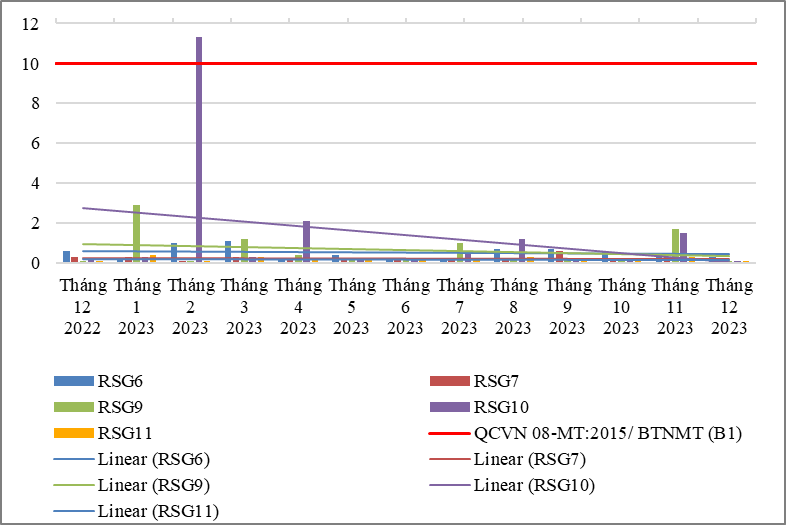 12
10
8
6
4
2
0
Tháng 12 2022
Tháng 1 2023
Tháng 2 2023
Tháng 3 2023
Tháng 4 2023
Tháng 5 2023
Tháng 6 2023
Tháng 7 2023
Tháng 8 2023
Tháng 9 2023
Tháng 10 2023
Tháng 11 2023
Tháng 12 2023
RSG6
RSG7
RSG9
RSG10
RSG11
QCVN 08-MT:2015/ BTNMT (B1)
Linear (RSG6)
Linear (RSG7)
Linear (RSG9)
Linear (RSG10)
Linear (RSG11)